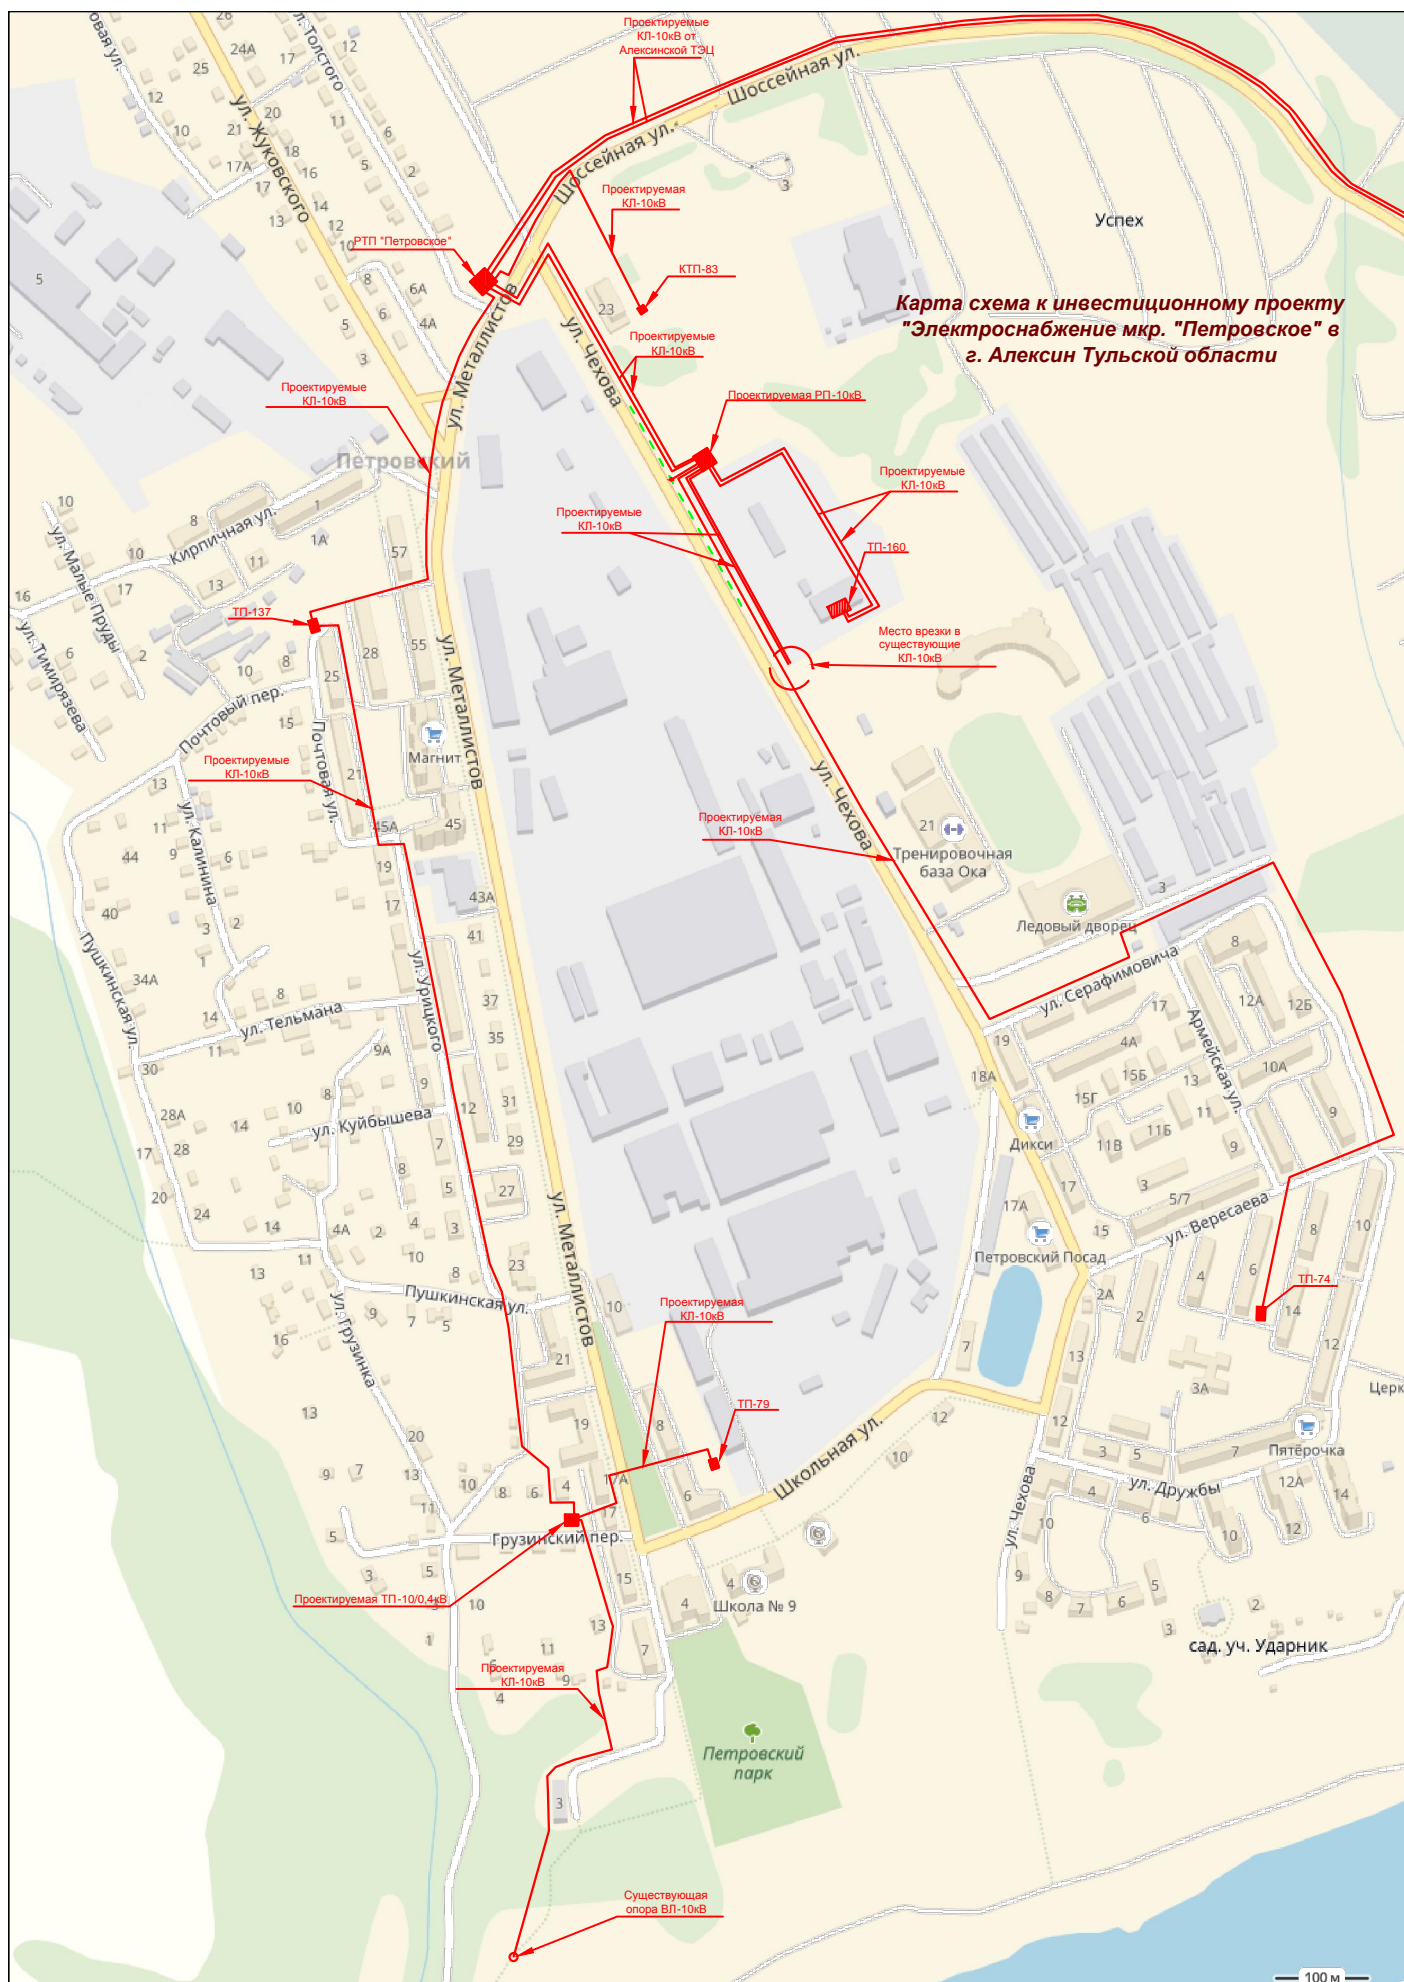 Проектируемые
КЛ-10кВ от
Алексинской ТЭЦ
ул. Толстого
ул. Жуковского
Шоссейная ул.
Шоссейная ул.
Проектируемая
КЛ-10кВ
Успех
РТП "Петровское"
КТП-83
Карта схема к инвестиционному проекту
"Электроснабжение мкр. "Петровское" в
г. Алексин Тульской области
ул. Металлистов
ул. Чехова
Проектируемые
КЛ-10кВ
Проектируемые
КЛ-10кВ
Проектируемая РП-10кВ
Петровский
Проектируемые
КЛ-10кВ
Проектируемые
КЛ-10кВ
Кирпичная ул.
ул. Малые Пруды
ТП-160
ТП-137
ул. Тимирязева
Место врезки в
существующие
КЛ-10кВ
ул. Металлистов
Почтовый пер.
Почтовая ул.
Магнит
Проектируемые
КЛ-10кВ
ул. Чехова
ул. Калинина
Проектируемая
КЛ-10кВ
Тренировочная
база Ока
Ледовый дворец
Пушкинская ул.
ул. Урицкого
ул. Серафимовича
ул. Тельмана
Армейская ул.
ул. Куйбышева
Дикси
ул. Вересаева
ул. Металлистов
Петровский Посад
Пушкинская ул.
ул. Грузинка
ТП-74
Проектируемая
КЛ-10кВ
Церк
ТП-79
Школьная ул.
Пятёрочка
ул. Дружбы
ул. Чехова
Грузинский пер.
Проектируемая ТП-10/0,4кВ
Школа № 9
сад. уч. Ударник
Проектируемая
КЛ-10кВ
Петровский
парк
Существующая
опора ВЛ-10кВ
100 м